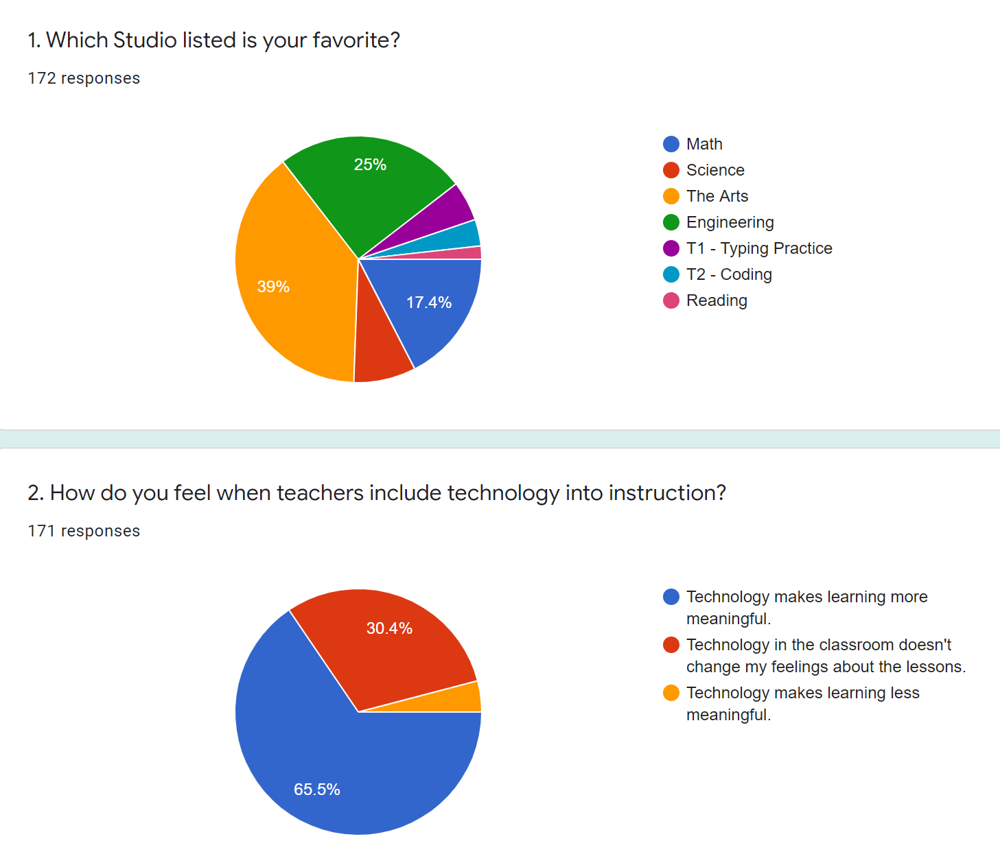 1. Which Studio listed is your favorite?
172 responses
25%
39%
17.4%
Math
Science
The Arts
Engineering
T1 - Typing Practice
T2 - Coding
Reading
2. How do you feel when teachers include technology into instruction?
171 responses
30.4%
65.5%
Technology makes learning more
meaningful.
Technology in the classroom doesn't
change my feelings about the lessons.
Technology makes learning less
meaningful.